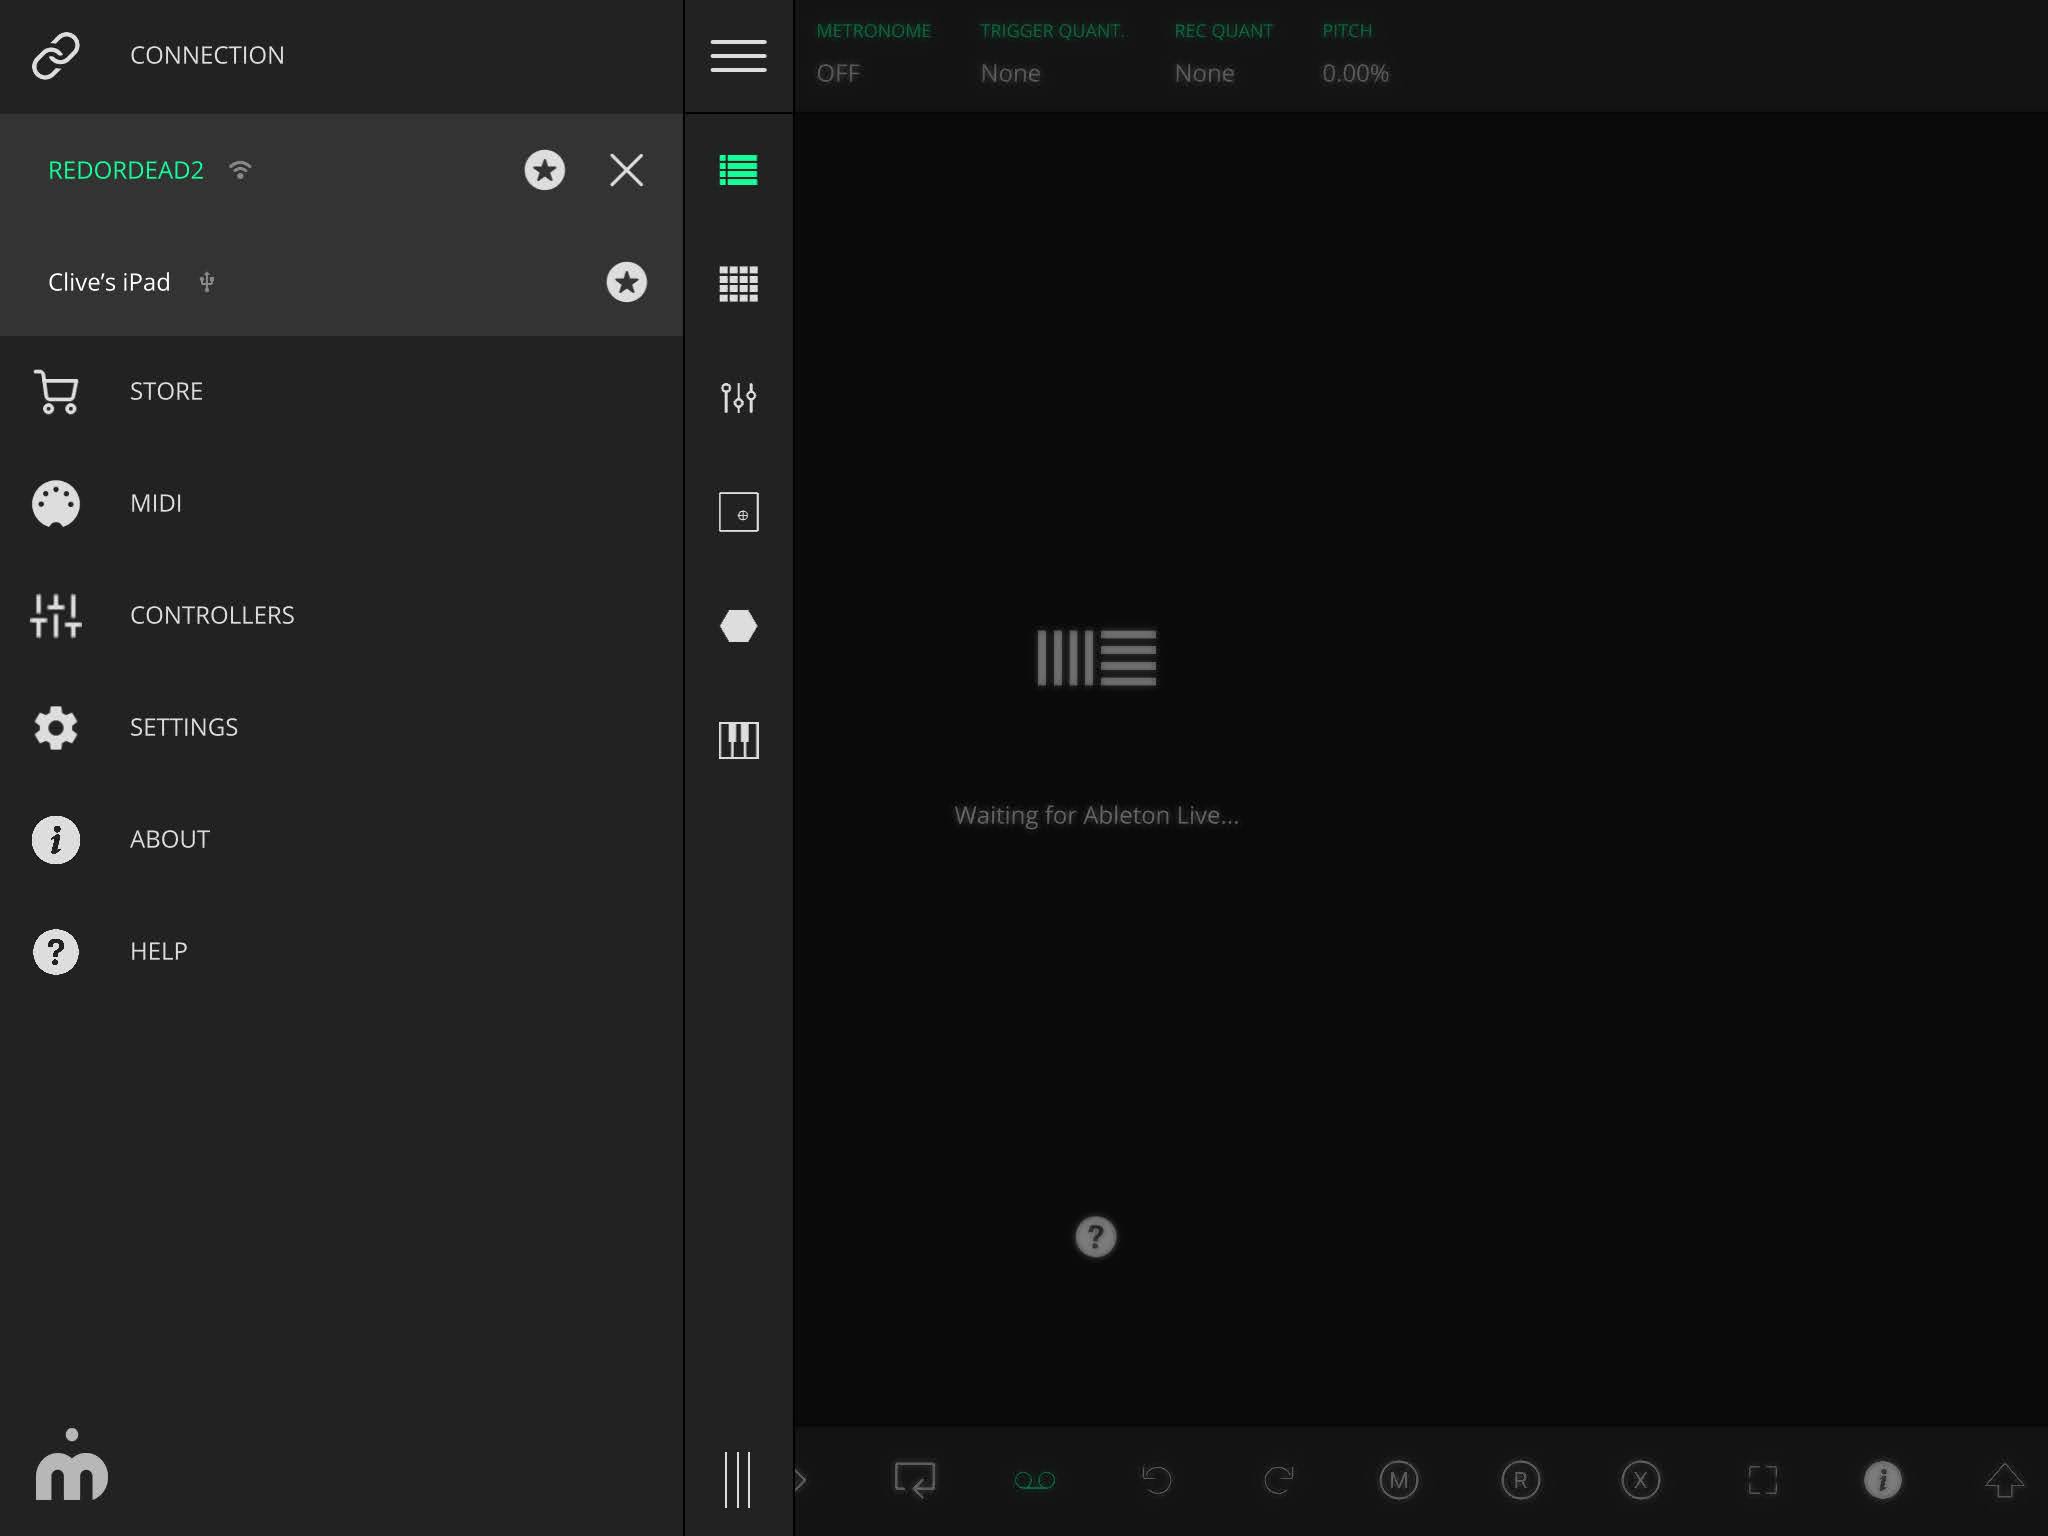 CONNECTION
METRONOME TRIGGER QUANT. REC QUANT PITCH
OFF None None 0.00%
REDORDEAD2
Clive's iPad
STORE
MIDI
CONTROLLERS
SETTINGS
ABOUT
HELP
Waiting for Ableton Live...
M R X